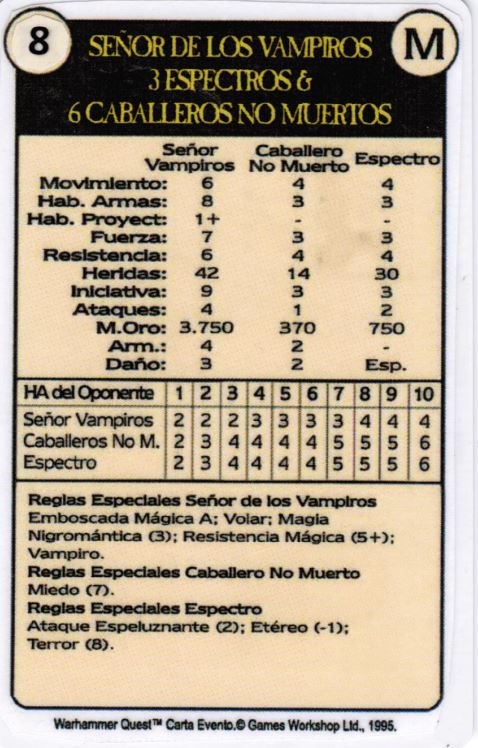 8
SEÑOR DE LOS VAMPIROS
M
3 ESPECTROS &
6 CABALLEROS NO MUERTOS
Señor Caballero
Vampiros No Muerto Espectro
Movimiento: 6 4 4
Hab. Armas: 8 3 3
Hab. Proyect: 1+ - -
Fuerza: 7 3 3
Resistencia: 6 4 4
Heridas: 42 14 30
Iniciativa: 9 3 3
Ataques: 4 1 2
M.Oro: 3.750 370 750
Arm.: 4 2 -
Daño: 3 2 Esp.
HA del Oponente 1 2 3 4 5 6 7 8 9 10
Señor Vampiros 2 2 2 3 3 3 3 4 4 4
Caballeros No M. 2 3 4 4 4 4 5 5 5 6
Espectro 2 3 4 4 4 4 5 5 5 6
Reglas Especiales Señor de los Vampiros
Emboscada Mágica A; Volar; Magia
Nigromántica (3); Resistencia Mágica (5+);
Vampiro.
Reglas Especiales Caballero No Muerto
Miedo (7).
Reglas Especiales Espectro
Ataque Espeluznante (2); Etéreo (-1);
Terror (8).
Warhammer Quest™ Carta Evento.© Games Workshop Ltd., 1995.